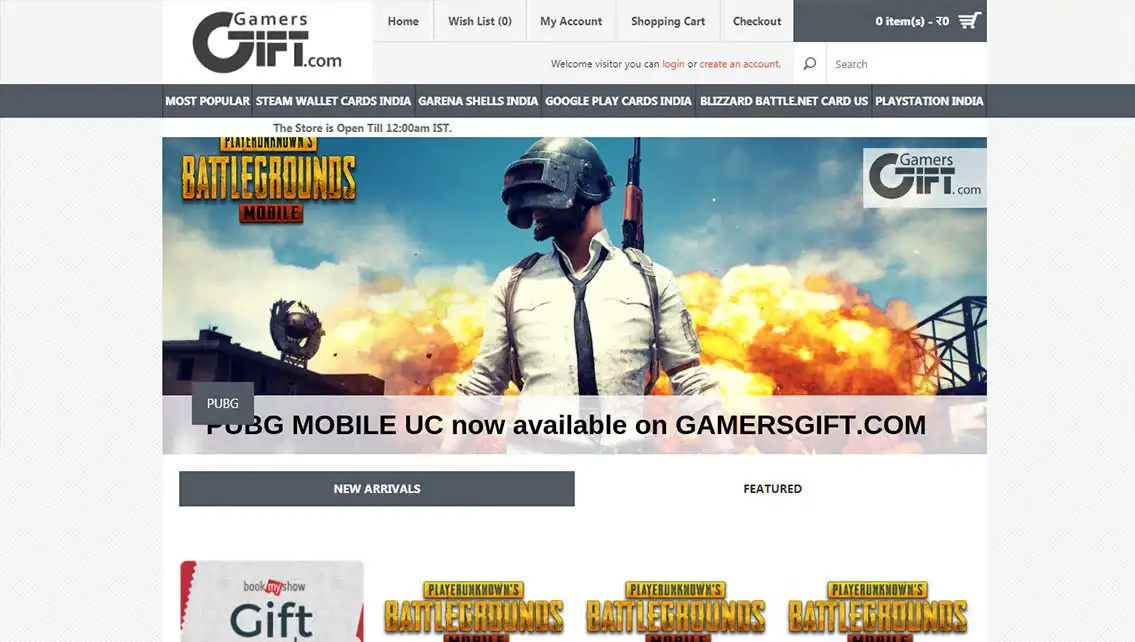 Gamers
GIFT.com
Home
Wish List (0)
My Account
Shopping Cart
Checkout
0 item(s) - ₹0
Welcome visitor you can login or create an account.
Search
MOST POPULAR
STEAM WALLET CARDS INDIA
GARENA SHELLS INDIA
GOOGLE PLAY CARDS INDIA
BLIZZARD BATTLE.NET CARD US
PLAYSTATION INDIA
The Store is Open Till 12:00am IST.
PLAYERUNKNOWN'S
BATTLEGROUNDS
MOBILE
Gamers
GIFT.com
PUBG
PUBG MOBILE UC now available on GAMERSGIFT.COM
NEW ARRIVALS
FEATURED
bookmyshow
Gift
PLAYERUNKNOWN'S
BATTLEGROUNDS
MOBILE
PLAYERUNKNOWN'S
BATTLEGROUNDS
MOBILE
PLAYERUNKNOWN'S
BATTLEGROUNDS
MOBILE